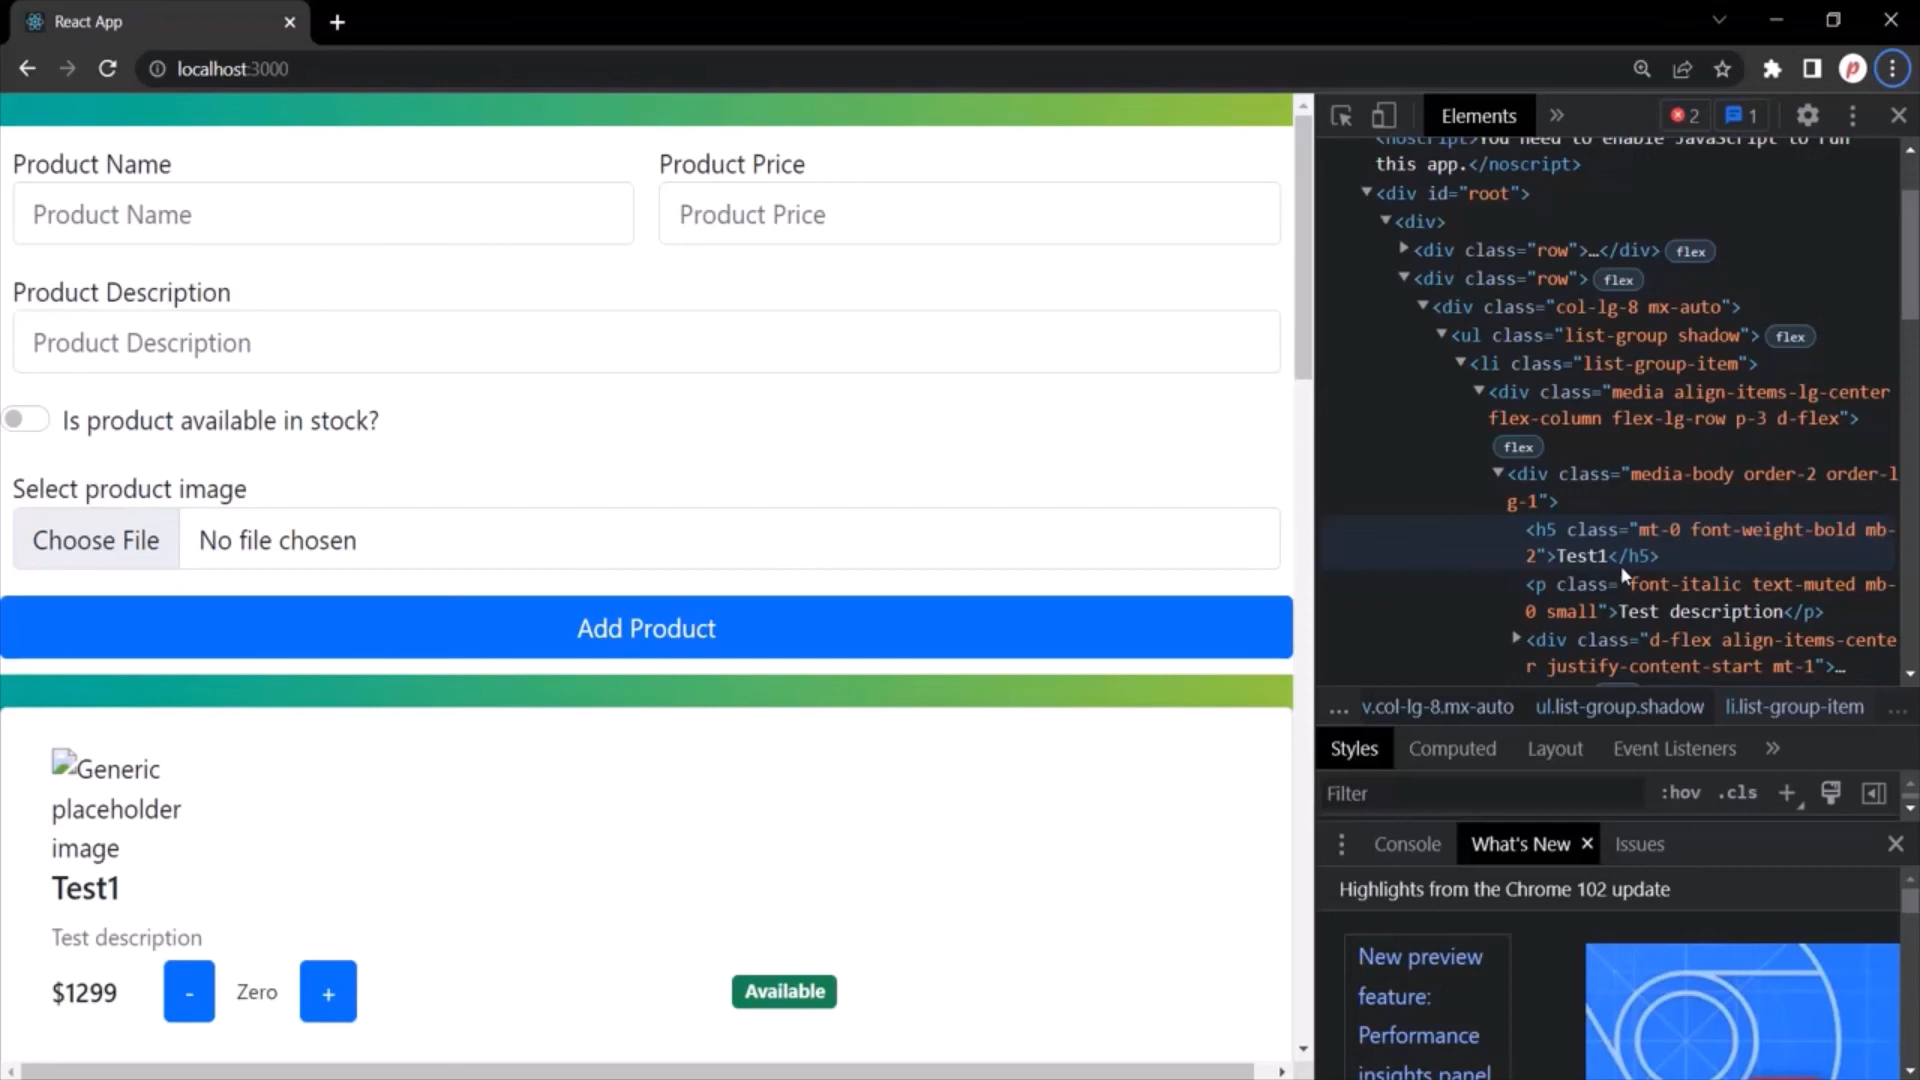 React App
localhost:3000
Product Name
Product Price
Product Name
Product Price
Product Description
Product Description
Is product available in stock?
Select product image
Choose File
No file chosen
Add Product
Generic
placeholder
image
Test1
Test description
$1299
-
Zero
+
Available
Elements
2
1
<noscript>You need to enable JavaScript to run
this app.</noscript>
<div id="root">
<div>
<div class="row">…</div>
flex
<div class="row">
flex
<div class="col-lg-8 mx-auto">
<ul class="list-group shadow">
flex
<li class="list-group-item">
<div class="media align-items-lg-center
flex-column flex-lg-row p-3 d-flex">
flex
<div class="media-body order-2 order-l
g-1">
<h5 class="mt-0 font-weight-bold mb-
2">Test1</h5>
<p class="font-italic text-muted mb-
0 small">Test description</p>
<div class="d-flex align-items-cente
r justify-content-start mt-1">…
... v.col-lg-8.mx-auto ul.list-group.shadow li.list-group-item ...
Styles Computed Layout Event Listeners
Filter
:hov .cls
Console
What's New
Issues
Highlights from the Chrome 102 update
New preview
feature:
Performance
insights panel